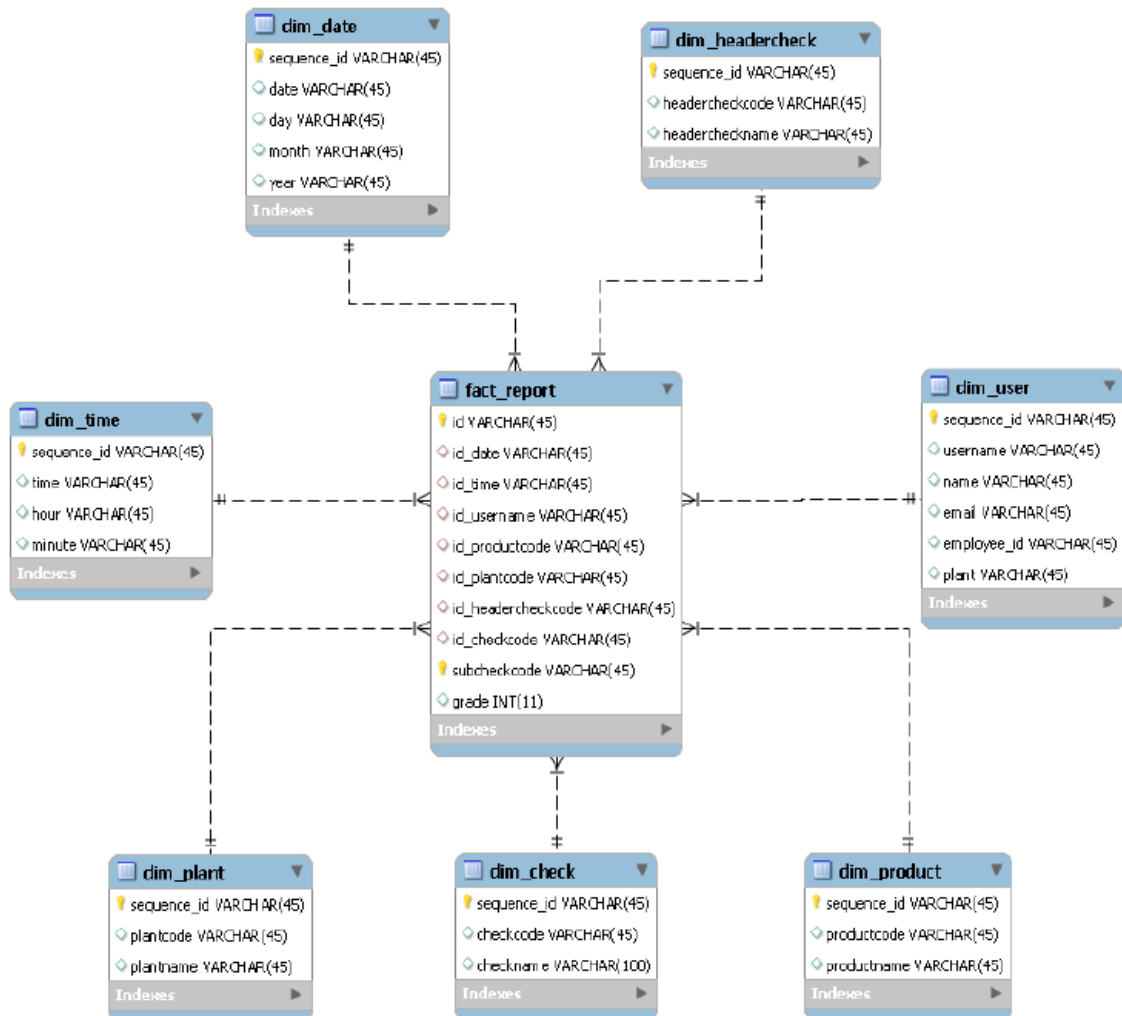 dim_date
sequence_id VARCHAR(45)
date VARCHAR(45)
day VARCHAR(45)
month VARCHAR(45)
year VARCHAR(45)
Indexes
dim_headercheck
sequence_id VARCHAR(45)
headercheckcode VARCHAR(45)
headercheckname VARCHAR(45)
Indexes
dim_time
sequence_id VARCHAR(45)
time VARCHAR(45)
hour VARCHAR(45)
minute VARCHAR(45)
Indexes
fact_report
id VARCHAR(45)
id_date VARCHAR(45)
id_time VARCHAR(45)
id_username VARCHAR(45)
id_productcode VARCHAR(45)
id_plantcode VARCHAR(45)
id_headercheckcode VARCHAR(45)
id_checkcode VARCHAR(45)
subcheckcode VARCHAR(45)
grade INT(11)
Indexes
dim_user
sequence_id VARCHAR(45)
username VARCHAR(45)
name VARCHAR(45)
email VARCHAR(45)
employee_id VARCHAR(45)
plant VARCHAR(45)
Indexes
dim_plant
sequence_id VARCHAR(45)
plantcode VARCHAR(45)
plantname VARCHAR(45)
Indexes
dim_check
sequence_id VARCHAR(45)
checkcode VARCHAR(45)
checkname VARCHAR(100)
Indexes
dim_product
sequence_id VARCHAR(45)
productcode VARCHAR(45)
productname VARCHAR(45)
Indexes